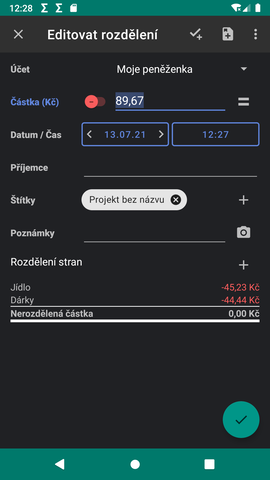 12:28
Editovat rozdělení
Účet Moje peněženka
Částka (Kč) 89,67
Datum / Čas 13.07.21 12:27
Příjemce
Štítky Projekt bez názvu
Poznámky
Rozdělení stran
Jídlo -45,23 Kč
Dárky -44,44 Kč
Nerozdělená částka 0,00 Kč